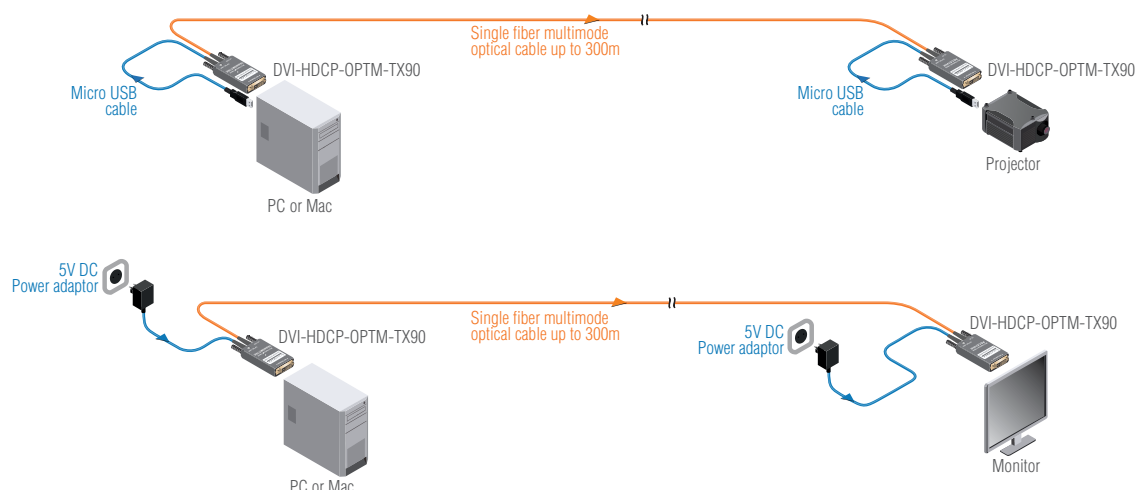 Single fiber multimode
optical cable up to 300m
DVI-HDCP-OPTM-TX90
DVI-HDCP-OPTM-TX90
Micro USB
cable
Micro USB
cable
Projector
PC or Mac
5V DC
Power adaptor
Single fiber multimode
optical cable up to 300m
DVI-HDCP-OPTM-TX90
5V DC
Power adaptor
DVI-HDCP-OPTM-TX90
Monitor
PC or Mac